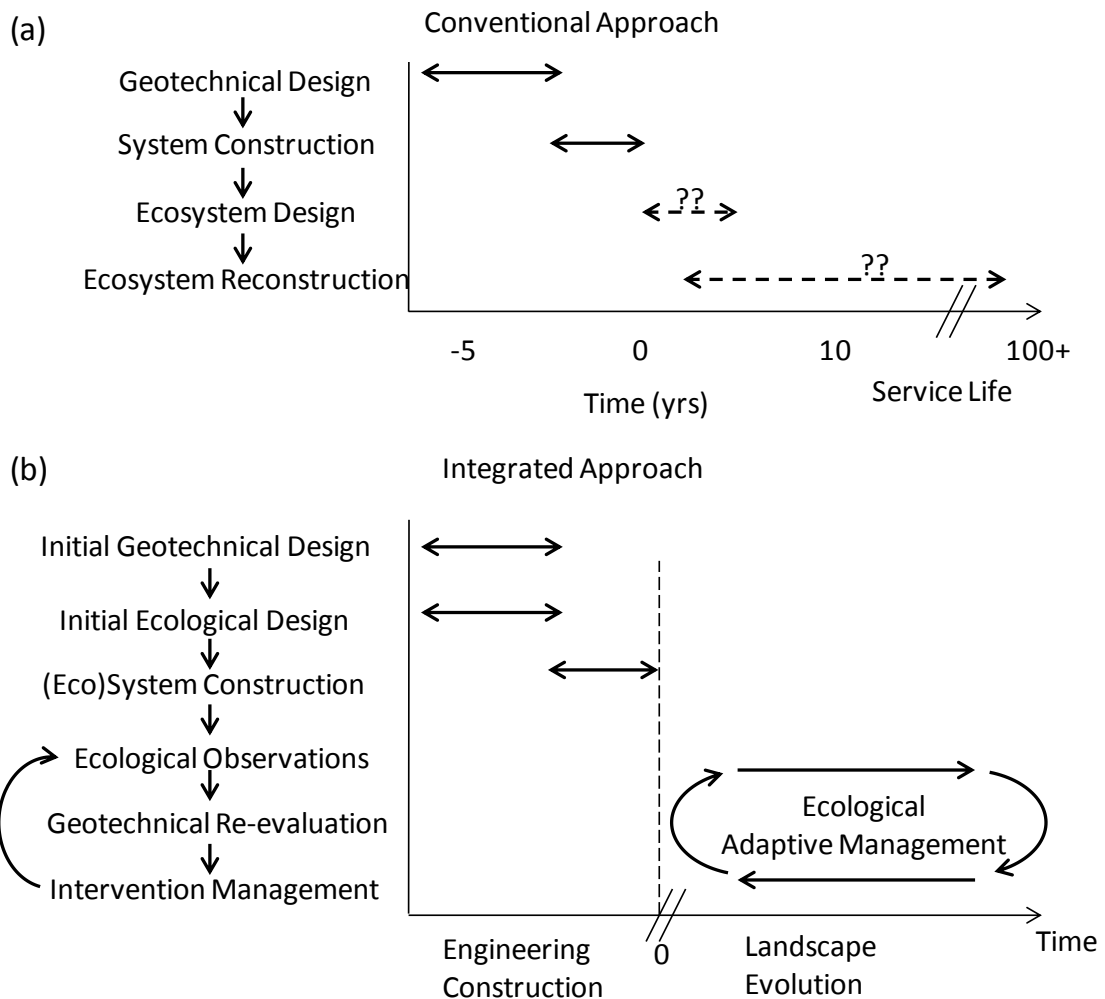 (a)
Conventional Approach
Geotechnical Design
System Construction
Ecosystem Design
Ecosystem Reconstruction
??
??
-5
0
10
100+
Time (yrs)
Service Life
(b)
Integrated Approach
Initial Geotechnical Design
Initial Ecological Design
(Eco)System Construction
Ecological Observations
Geotechnical Re-evaluation
Intervention Management
Ecological
Adaptive Management
Engineering
Construction
0
Landscape
Evolution
Time